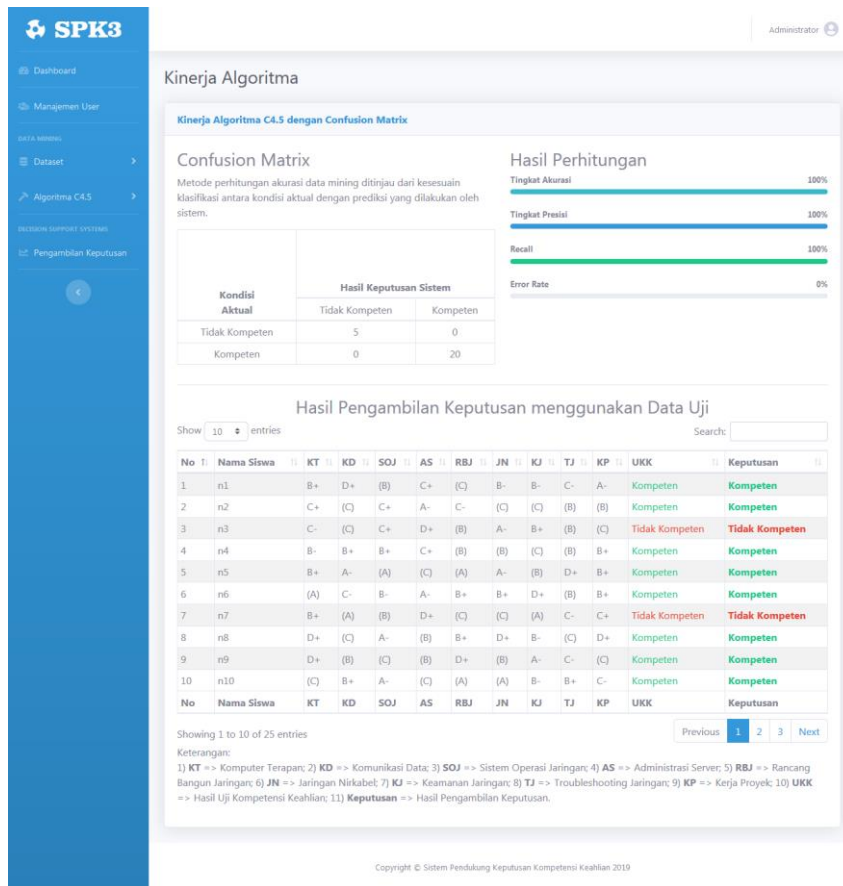 SPK3
Administrator
Dashboard
Manajemen User
DATA MINING
Dataset
Algoritma C4.5
DECISION SUPPORT SYSTEMS
Pengambilan Keputusan
Kinerja Algoritma
Kinerja Algoritma C4.5 dengan Confusion Matrix
Confusion Matrix
Metode perhitungan akurasi data mining ditinjau dari kesesuain
klasifikasi antara kondisi aktual dengan prediksi yang dilakukan oleh
sistem.
Kondisi Aktual Hasil Keputusan Sistem
Tidak Kompeten Kompeten
Tidak Kompeten 5 0
Kompeten 0 20
Hasil Perhitungan
Tingkat Akurasi 100%
Tingkat Presisi 100%
Recall 100%
Error Rate 0%
Hasil Pengambilan Keputusan menggunakan Data Uji
Show 10 entries Search:
No Nama Siswa KT KD SOJ AS RBJ JN KJ TJ KP UKK Keputusan
1 n1 B+ D+ (B) C+ (C) B- B- C- A- Kompeten Kompeten
2 n2 C+ (C) C+ A- C- (C) (C) (B) (B) Kompeten Kompeten
3 n3 C- (C) C+ D+ (B) A- B+ (B) (C) Tidak Kompeten Tidak Kompeten
4 n4 B- B+ B+ C+ (B) (B) (C) (B) B+ Kompeten Kompeten
5 n5 B+ A- (A) (C) (A) A- (B) D+ B+ Kompeten Kompeten
6 n6 (A) C- B- A- B+ B+ D+ (B) B+ Kompeten Kompeten
7 n7 B+ (A) (B) D+ (C) (C) (A) C- C+ Tidak Kompeten Tidak Kompeten
8 n8 D+ (C) A- (B) B+ D+ B- (C) D+ Kompeten Kompeten
9 n9 D+ (B) (C) (B) D+ (B) A- C- (C) Kompeten Kompeten
10 n10 (C) B+ A- (C) (A) (A) B- B+ C- Kompeten Kompeten
No Nama Siswa KT KD SOJ AS RBJ JN KJ TJ KP UKK Keputusan
Showing 1 to 10 of 25 entries Previous 1 2 3 Next
Keterangan:
1) KT => Komputer Terapan; 2) KD => Komunikasi Data; 3) SOJ => Sistem Operasi Jaringan; 4) AS => Administrasi Server; 5) RBJ => Rancang
Bangun Jaringan; 6) JN => Jaringan Nirkabel; 7) KJ => Keamanan Jaringan; 8) TJ => Troubleshooting Jaringan; 9) KP => Kerja Proyek; 10) UKK
=> Hasil Uji Kompetensi Keahlian; 11) Keputusan => Hasil Pengambilan Keputusan.
Copyright © Sistem Pendukung Keputusan Kompetensi Keahlian 2019